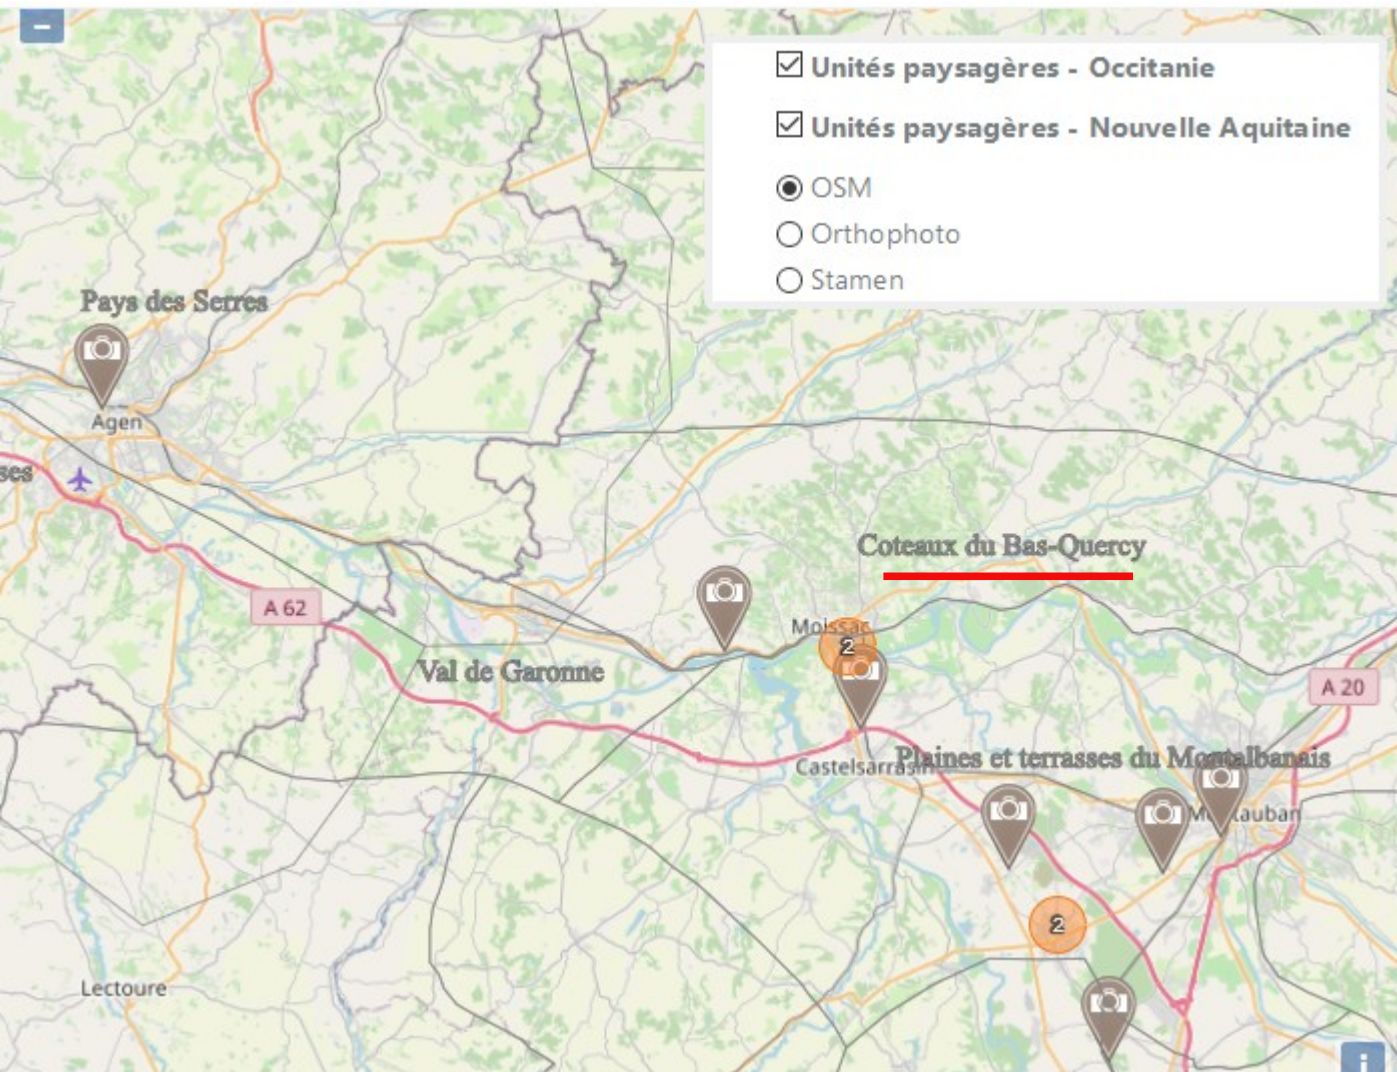 −
Unités paysagères - Occitanie
Unités paysagères - Nouvelle Aquitaine
OSM
Orthophoto
Stamen
Pays des Serres
Agen
ses
Coteaux du Bas-Quercy
A 62
Moissac
2
Val de Garonne
A 20
Plaines et terrasses du Montalbanais
Castelsarrasin
Montauban
2
Lectoure
i